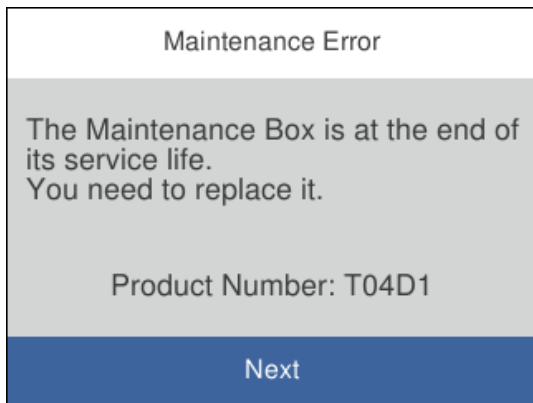 Maintenance Error
The Maintenance Box is at the end of
its service life.
You need to replace it.
Product Number: T04D1
Next